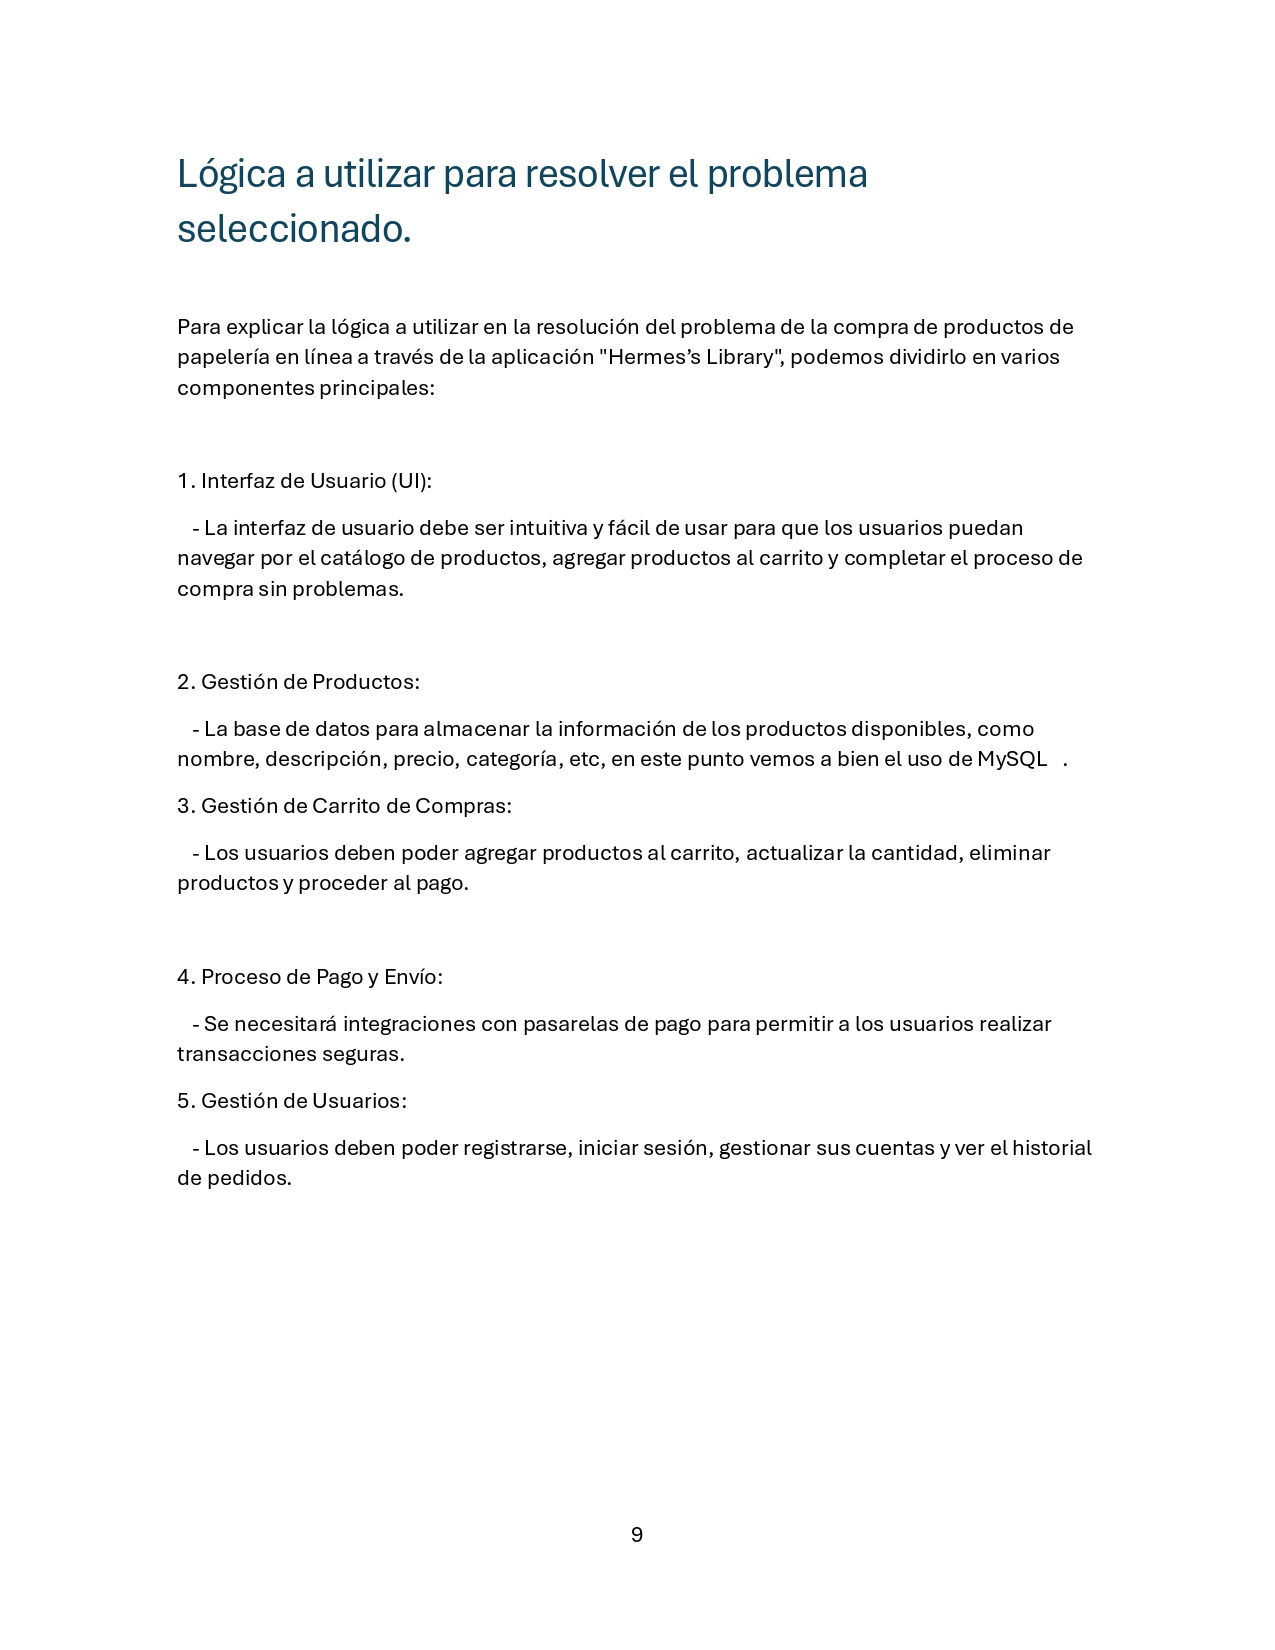 Lógica a utilizar para resolver el problema
seleccionado.
Para explicar la lógica a utilizar en la resolución del problema de la compra de productos de
papelería en línea a través de la aplicación "Hermes’s Library", podemos dividirlo en varios
componentes principales:
1. Interfaz de Usuario (UI):
- La interfaz de usuario debe ser intuitiva y fácil de usar para que los usuarios puedan
navegar por el catálogo de productos, agregar productos al carrito y completar el proceso de
compra sin problemas.
2. Gestión de Productos:
- La base de datos para almacenar la información de los productos disponibles, como
nombre, descripción, precio, categoría, etc, en este punto vemos a bien el uso de MySQL .
3. Gestión de Carrito de Compras:
- Los usuarios deben poder agregar productos al carrito, actualizar la cantidad, eliminar
productos y proceder al pago.
4. Proceso de Pago y Envío:
- Se necesitará integraciones con pasarelas de pago para permitir a los usuarios realizar
transacciones seguras.
5. Gestión de Usuarios:
- Los usuarios deben poder registrarse, iniciar sesión, gestionar sus cuentas y ver el historial
de pedidos.
9